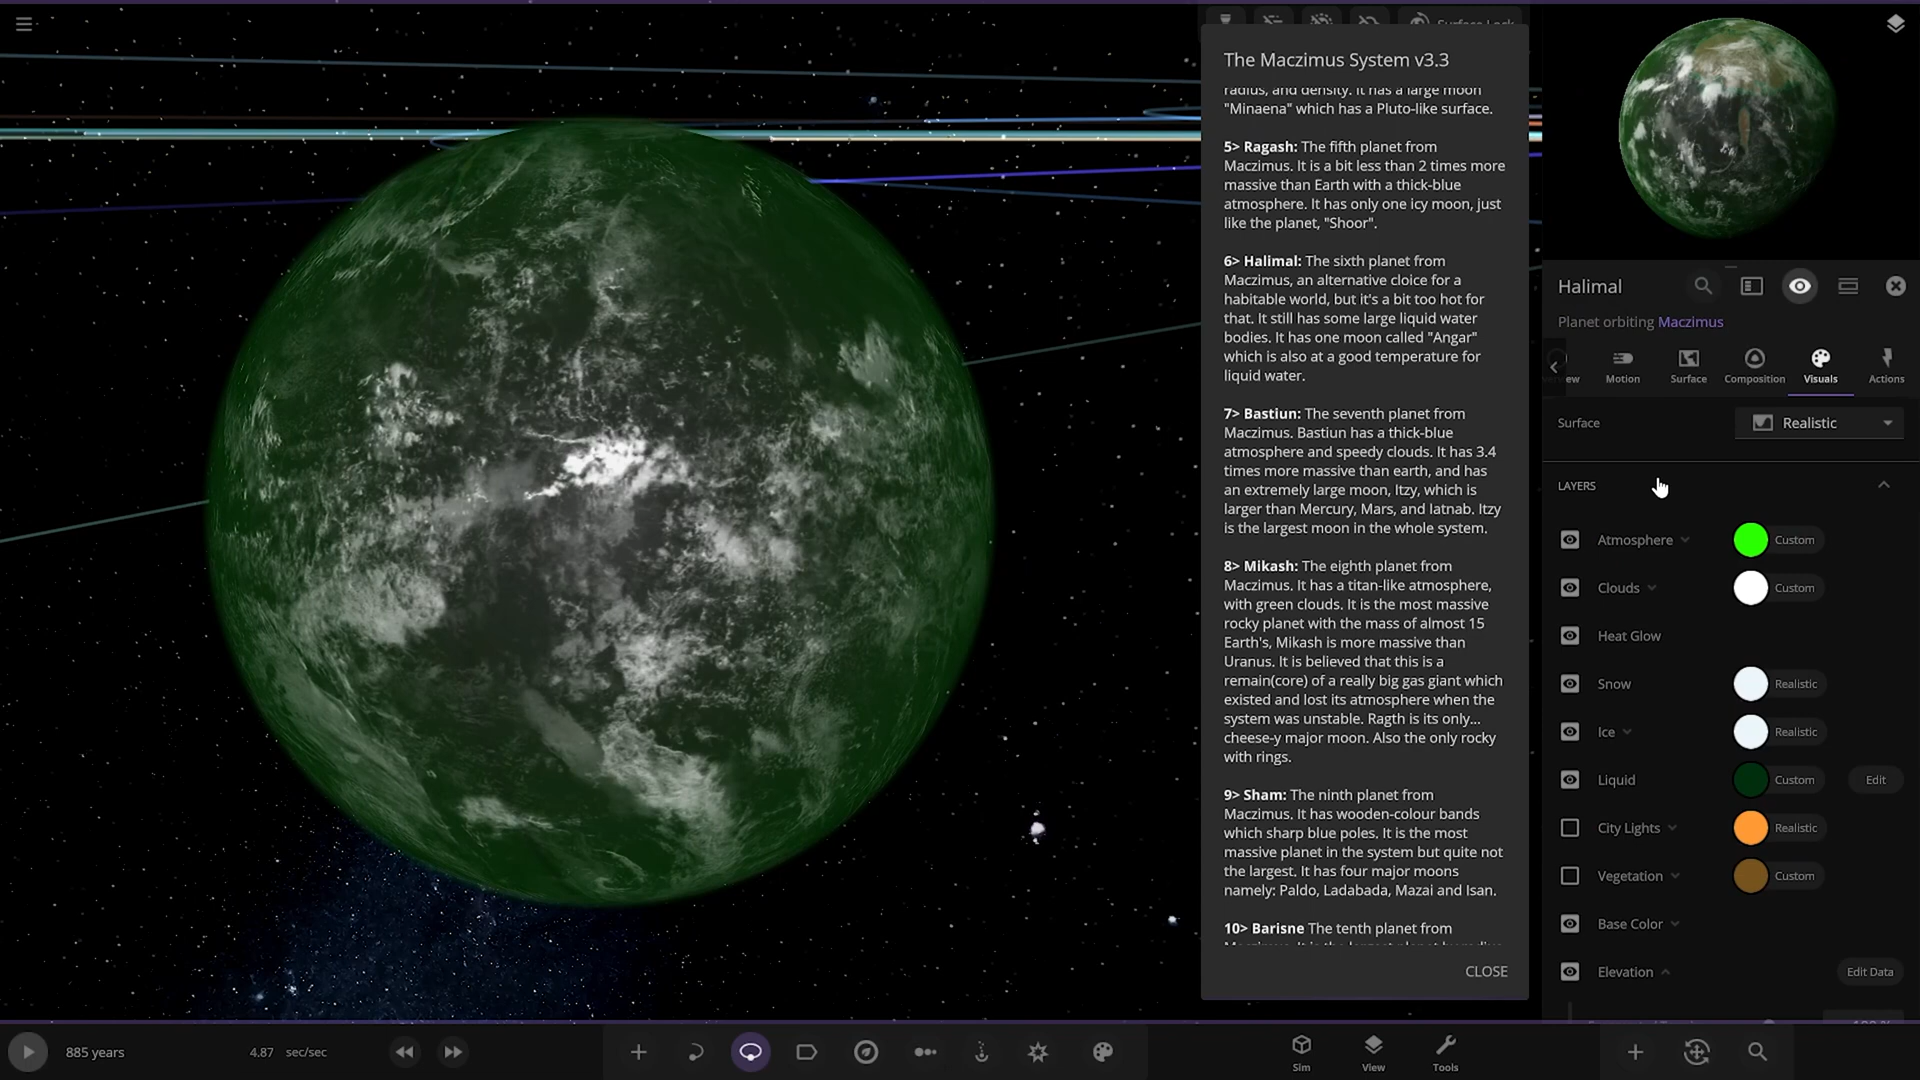 Surface Lock
The Maczimus System v3.3
radius, and density. It has a large moon
"Minaena" which has a Pluto-like surface.
5> Ragash: The fifth planet from
Maczimus. It is a bit less than 2 times more
massive than Earth with a thick-blue
atmosphere. It has only one icy moon, just
like the planet, "Shoor".
6> Halimal: The sixth planet from
Maczimus, an alternative cloice for a
habitable world, but it's a bit too hot for
that. It still has some large liquid water
bodies. It has one moon called "Angar"
which is also at a good temperature for
liquid water.
7> Bastiun: The seventh planet from
Maczimus. Bastiun has a thick-blue
atmosphere and speedy clouds. It has 3.4
times more massive than earth, and has
an extremely large moon, Itzy, which is
larger than Mercury, Mars, and Iatnab. Itzy
is the largest moon in the whole system.
8> Mikash: The eighth planet from
Maczimus. It has a titan-like atmosphere,
with green clouds. It is the most massive
rocky planet with the mass of almost 15
Earth's, Mikash is more massive than
Uranus. It is believed that this is a
remain(core) of a really big gas giant which
existed and lost its atmosphere when the
system was unstable. Ragth is its only...
cheese-y major moon. Also the only rocky
with rings.
9> Sham: The ninth planet from
Maczimus. It has wooden-colour bands
which sharp blue poles. It is the most
massive planet in the system but quite not
the largest. It has four major moons
namely: Paldo, Ladabada, Mazai and Isan.
10> Barisne The tenth planet from
CLOSE
Halimal
Planet orbiting Maczimus
ew Motion Surface Composition Visuals Actions
Surface Realistic
LAYERS
Atmosphere Custom
Clouds Custom
Heat Glow
Snow Realistic
Ice Realistic
Liquid Custom Edit
City Lights Realistic
Vegetation Custom
Base Color
Elevation Edit Data
885 years 4.87 sec/sec Sim View Tools